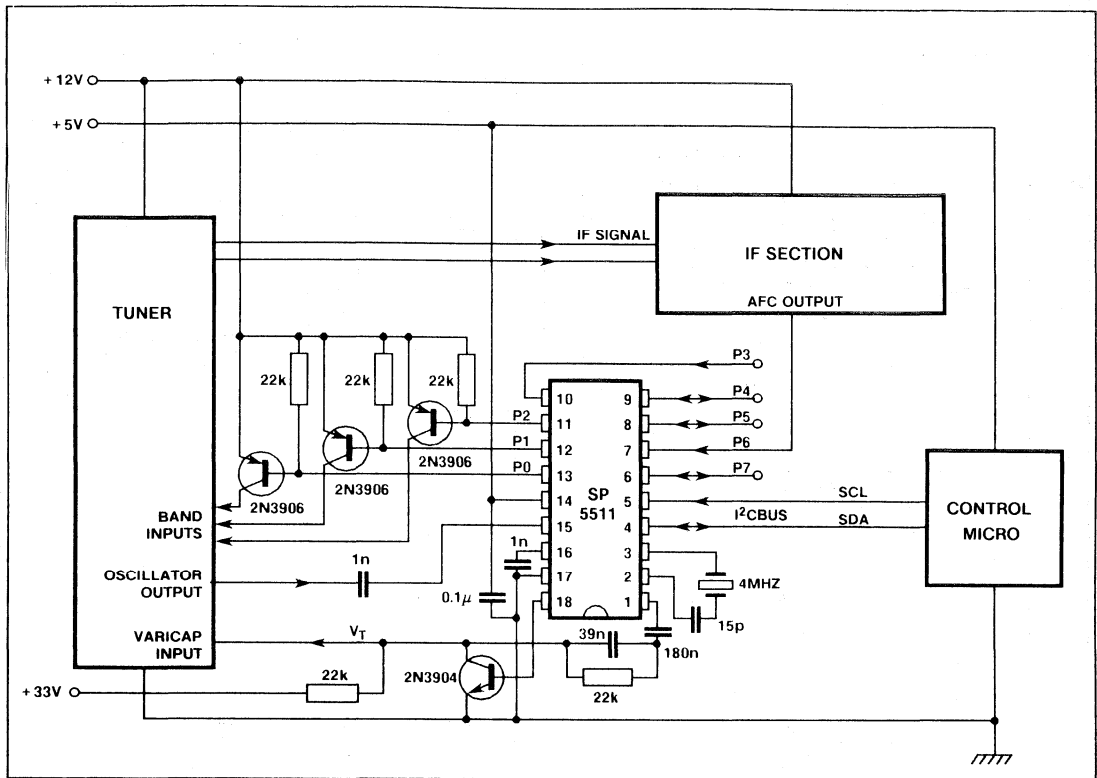 + 12V
+ 5V
IF SIGNAL
IF SECTION
AFC OUTPUT
TUNER
22k
22k
22k
P3
10
9
P4
P2
11
8
P5
P1
12
7
P6
P0
13
6
P7
2N3906
2N3906
2N3906
14
SP
5511
5
SCL
CONTROL
MICRO
BAND
INPUTS
15
4
I²CBUS
SDA
1n
16
3
OSCILLATOR
OUTPUT
1n
17
2
4MHZ
0.1µ
18
1
15p
VARICAP
INPUT
VT
39n
180n
22k
2N3904
22k
+ 33V